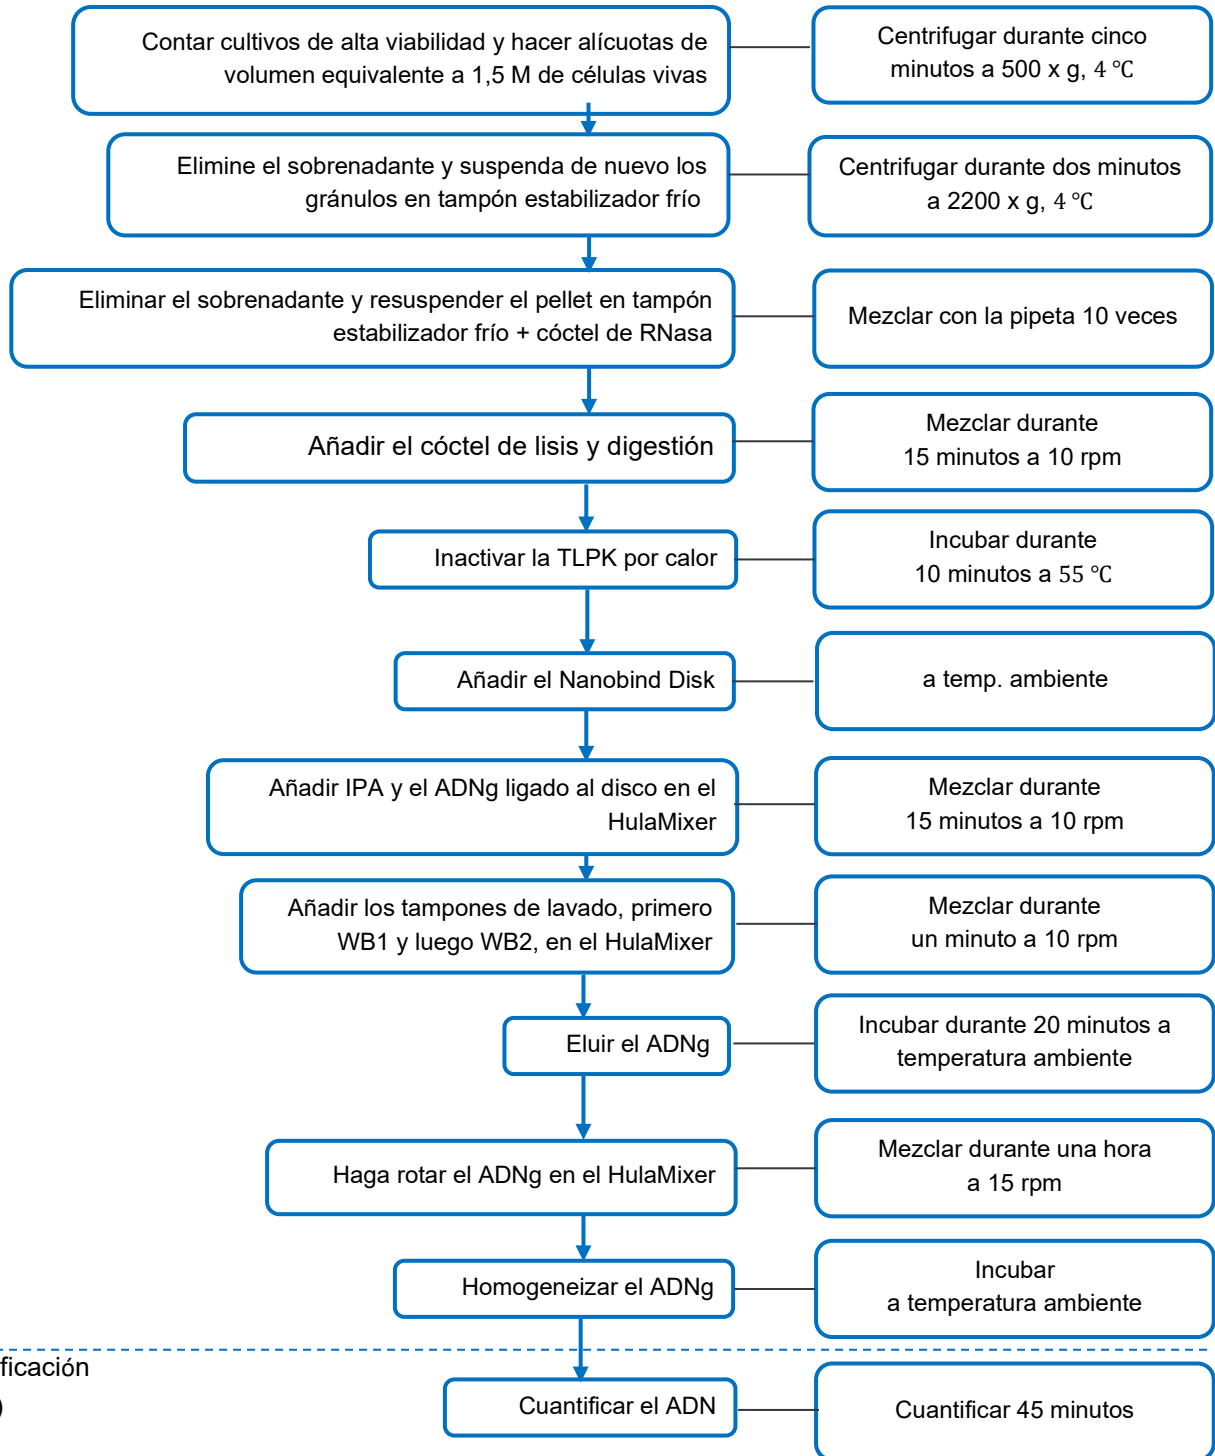 Contar cultivos de alta viabilidad y hacer alícuotas de
volumen equivalente a 1,5 M de células vivas
Centrifugar durante cinco
minutos a 500 x g, 4 °C
Elimine el sobrenadante y suspenda de nuevo los
gránulos en tampón estabilizador frío
Centrifugar durante dos minutos
a 2200 x g, 4 °C
Eliminar el sobrenadante y resuspender el pellet en tampón
estabilizador frío + cóctel de RNasa
Mezclar con la pipeta 10 veces
Añadir el cóctel de lisis y digestión
Mezclar durante
15 minutos a 10 rpm
Inactivar la TLPK por calor
Incubar durante
10 minutos a 55 °C
Añadir el Nanobind Disk
a temp. ambiente
Añadir IPA y el ADNg ligado al disco en el
HulaMixer
Mezclar durante
15 minutos a 10 rpm
Añadir los tampones de lavado, primero
WB1 y luego WB2, en el HulaMixer
Mezclar durante
un minuto a 10 rpm
Eluir el ADNg
Incubar durante 20 minutos a
temperatura ambiente
Haga rotar el ADNg en el HulaMixer
Mezclar durante una hora
a 15 rpm
Homogeneizar el ADNg
Incubar
a temperatura ambiente
ficación
)
Cuantificar el ADN
Cuantificar 45 minutos